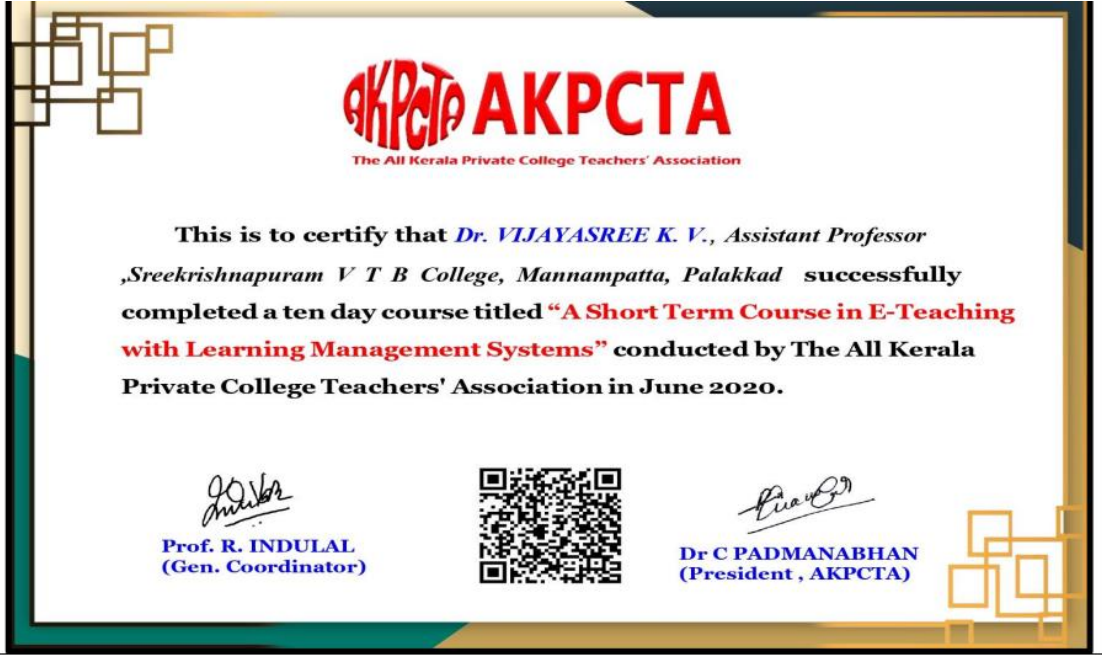 AKPCTA AKPCTA
The All Kerala Private College Teachers' Association
This is to certify that Dr. VIJAYASREE K. V., Assistant Professor
,Sreekrishnapuram V T B College, Mannampatta, Palakkad successfully
completed a ten day course titled “A Short Term Course in E-Teaching
with Learning Management Systems” conducted by The All Kerala
Private College Teachers' Association in June 2020.
Prof. R. INDULAL
(Gen. Coordinator)
Dr C PADMANABHAN
(President , AKPCTA)